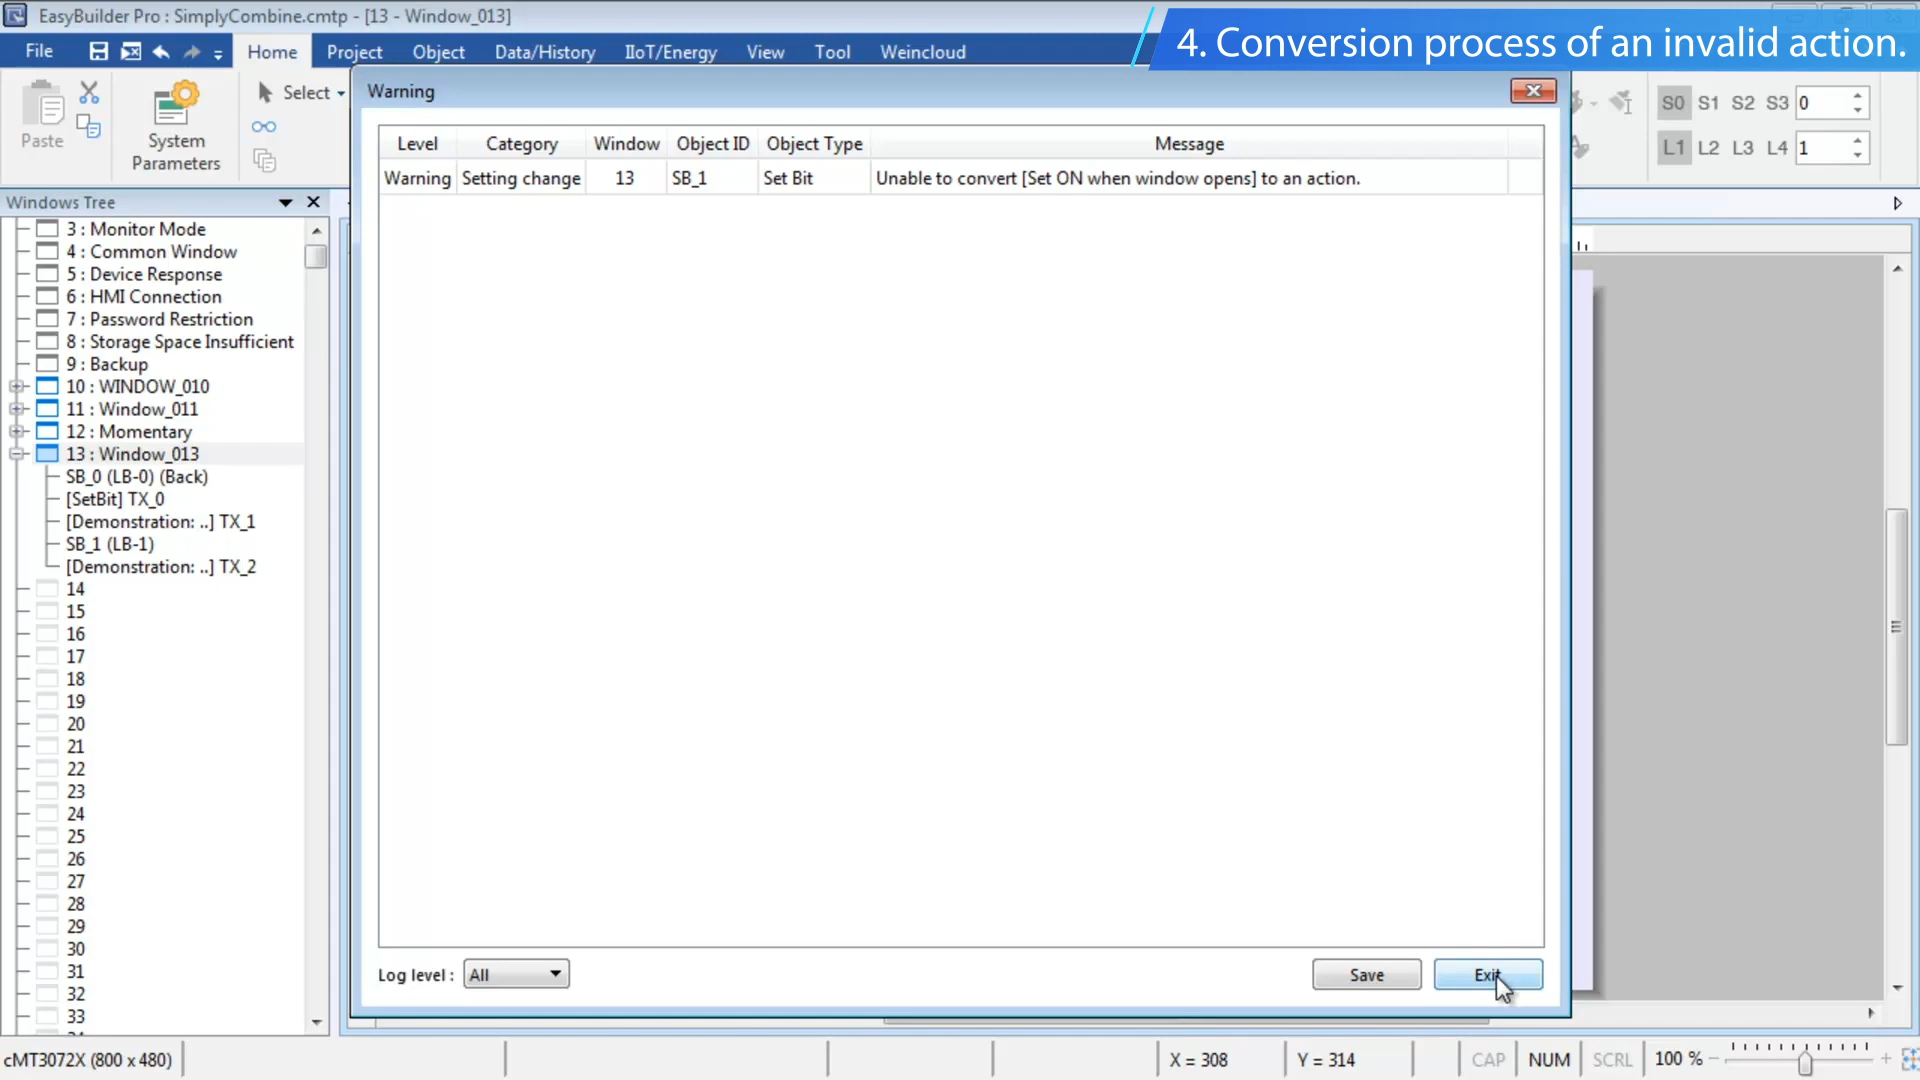 EasyBuilder Pro : SimplyCombine.cmtp - [13 - Window_013]
4. Conversion process of an invalid action.
File
Home
Project
Object
Data/History
IIoT/Energy
View
Tool
Weincloud
Paste
System
Parameters
Select
S0 S1 S2 S3 0
L1 L2 L3 L4 1
Warning
Level Category Window Object ID Object Type Message
Warning Setting change 13 SB_1 Set Bit Unable to convert [Set ON when window opens] to an action.
Windows Tree
3 : Monitor Mode
4 : Common Window
5 : Device Response
6 : HMI Connection
7 : Password Restriction
8 : Storage Space Insufficient
9 : Backup
10 : WINDOW_010
11 : Window_011
12 : Momentary
13 : Window_013
SB_0 (LB-0) (Back)
[SetBit] TX_0
[Demonstration: ..] TX_1
SB_1 (LB-1)
[Demonstration: ..] TX_2
14
15
16
17
18
19
20
21
22
23
24
25
26
27
28
29
30
31
32
33
Log level : All
Save
Exit
cMT3072X (800 x 480)
X = 308
Y = 314
CAP NUM SCRL 100 %